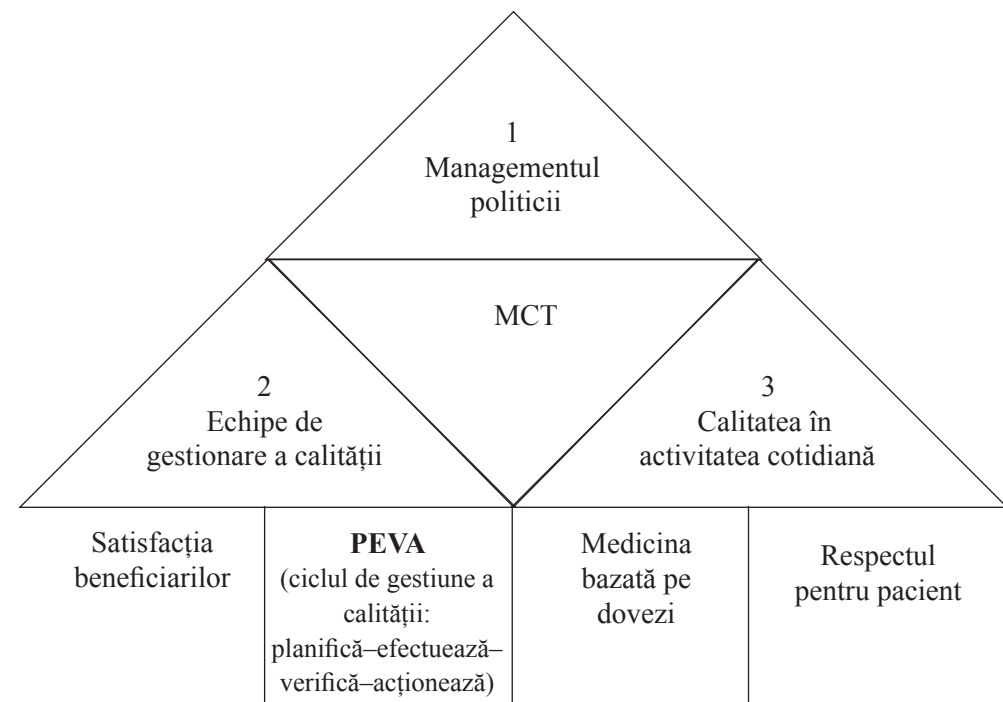 1
Managementul
politicii
MCT
2
Echipe de
gestionare a calității
3
Calitatea în
activitatea cotidiană
Satisfacția
beneficiarilor
PEVA
(ciclul de gestiune a
calității:
planifică–efectuează–
verifică–acționează)
Medicina
bazată pe
dovezi
Respectul
pentru pacient